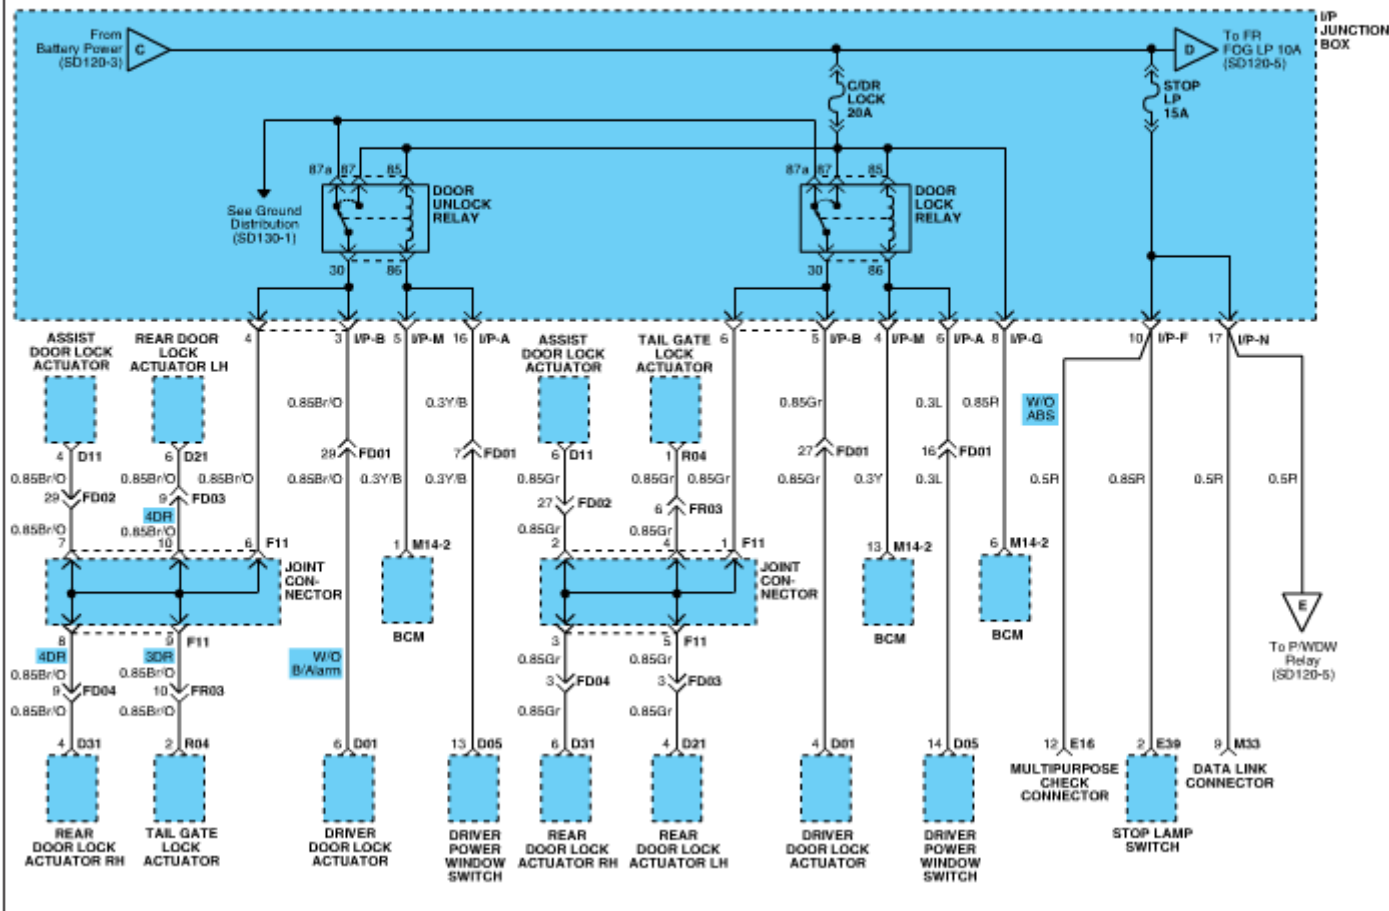 I/P
JUNCTION
BOX
From
Battery Power
(SD120-3)
C
D
To FR
FOG LP 10A
(SD120-5)
C/DR
LOCK
20A
STOP
LP
15A
87a 87 85
DOOR
UNLOCK
RELAY
87a 87 85
DOOR
LOCK
RELAY
See Ground
Distribution
(SD130-1)
30 86
30 86
4 3 I/P-B 5 I/P-M 16 I/P-A 6 5 I/P-B 4 I/P-M 6 I/P-A 8 I/P-G 10 I/P-F 17 I/P-N
ASSIST
DOOR LOCK
ACTUATOR
REAR DOOR
LOCK
ACTUATOR LH
ASSIST
DOOR LOCK
ACTUATOR
TAIL GATE
LOCK
ACTUATOR
0.85Br/O 0.3Y/B 0.85Gr 0.3L 0.85R
W/O
ABS
4 D11 6 D21 29 FD01 7 FD01 6 D11 1 R04 27 FD01 16 FD01
0.85Br/O 0.85Br/O 0.85Br/O 0.85Br/O 0.3Y/B 0.3Y/B 0.85Gr 0.85Gr 0.85Gr 0.85Gr 0.3Y 0.3L 0.5R 0.85R 0.5R 0.5R
29 FD02 9 FD03 27 FD02 6 FR03
4DR
0.85Br/O 0.85Br/O 0.85Gr 0.85Gr
7 10 6 F11 1 M14-2 2 4 1 F11 13 M14-2 6 M14-2
JOINT
CON-
NECTOR
JOINT
CON-
NECTOR
BCM
BCM
BCM
E
8 9 F11 3 5 F11
4DR 3DR
W/O
B/Alarm
0.85Br/O 0.85Br/O 0.85Gr 0.85Gr
To P/WDW
Relay
(SD120-5)
9 FD04 10 FR03 3 FD04 3 FD03
0.85Br/O 0.85Br/O 0.85Gr 0.85Gr
4 D31 2 R04 6 D01 13 D05 6 D31 4 D21 4 D01 14 D05 12 E16 2 E39 9 M33
MULTIPURPOSE
CHECK
CONNECTOR
DATA LINK
CONNECTOR
REAR
DOOR LOCK
ACTUATOR RH
TAIL GATE
LOCK
ACTUATOR
DRIVER
DOOR LOCK
ACTUATOR
DRIVER
POWER
WINDOW
SWITCH
REAR
DOOR LOCK
ACTUATOR RH
REAR
DOOR LOCK
ACTUATOR LH
DRIVER
DOOR LOCK
ACTUATOR
DRIVER
POWER
WINDOW
SWITCH
STOP LAMP
SWITCH